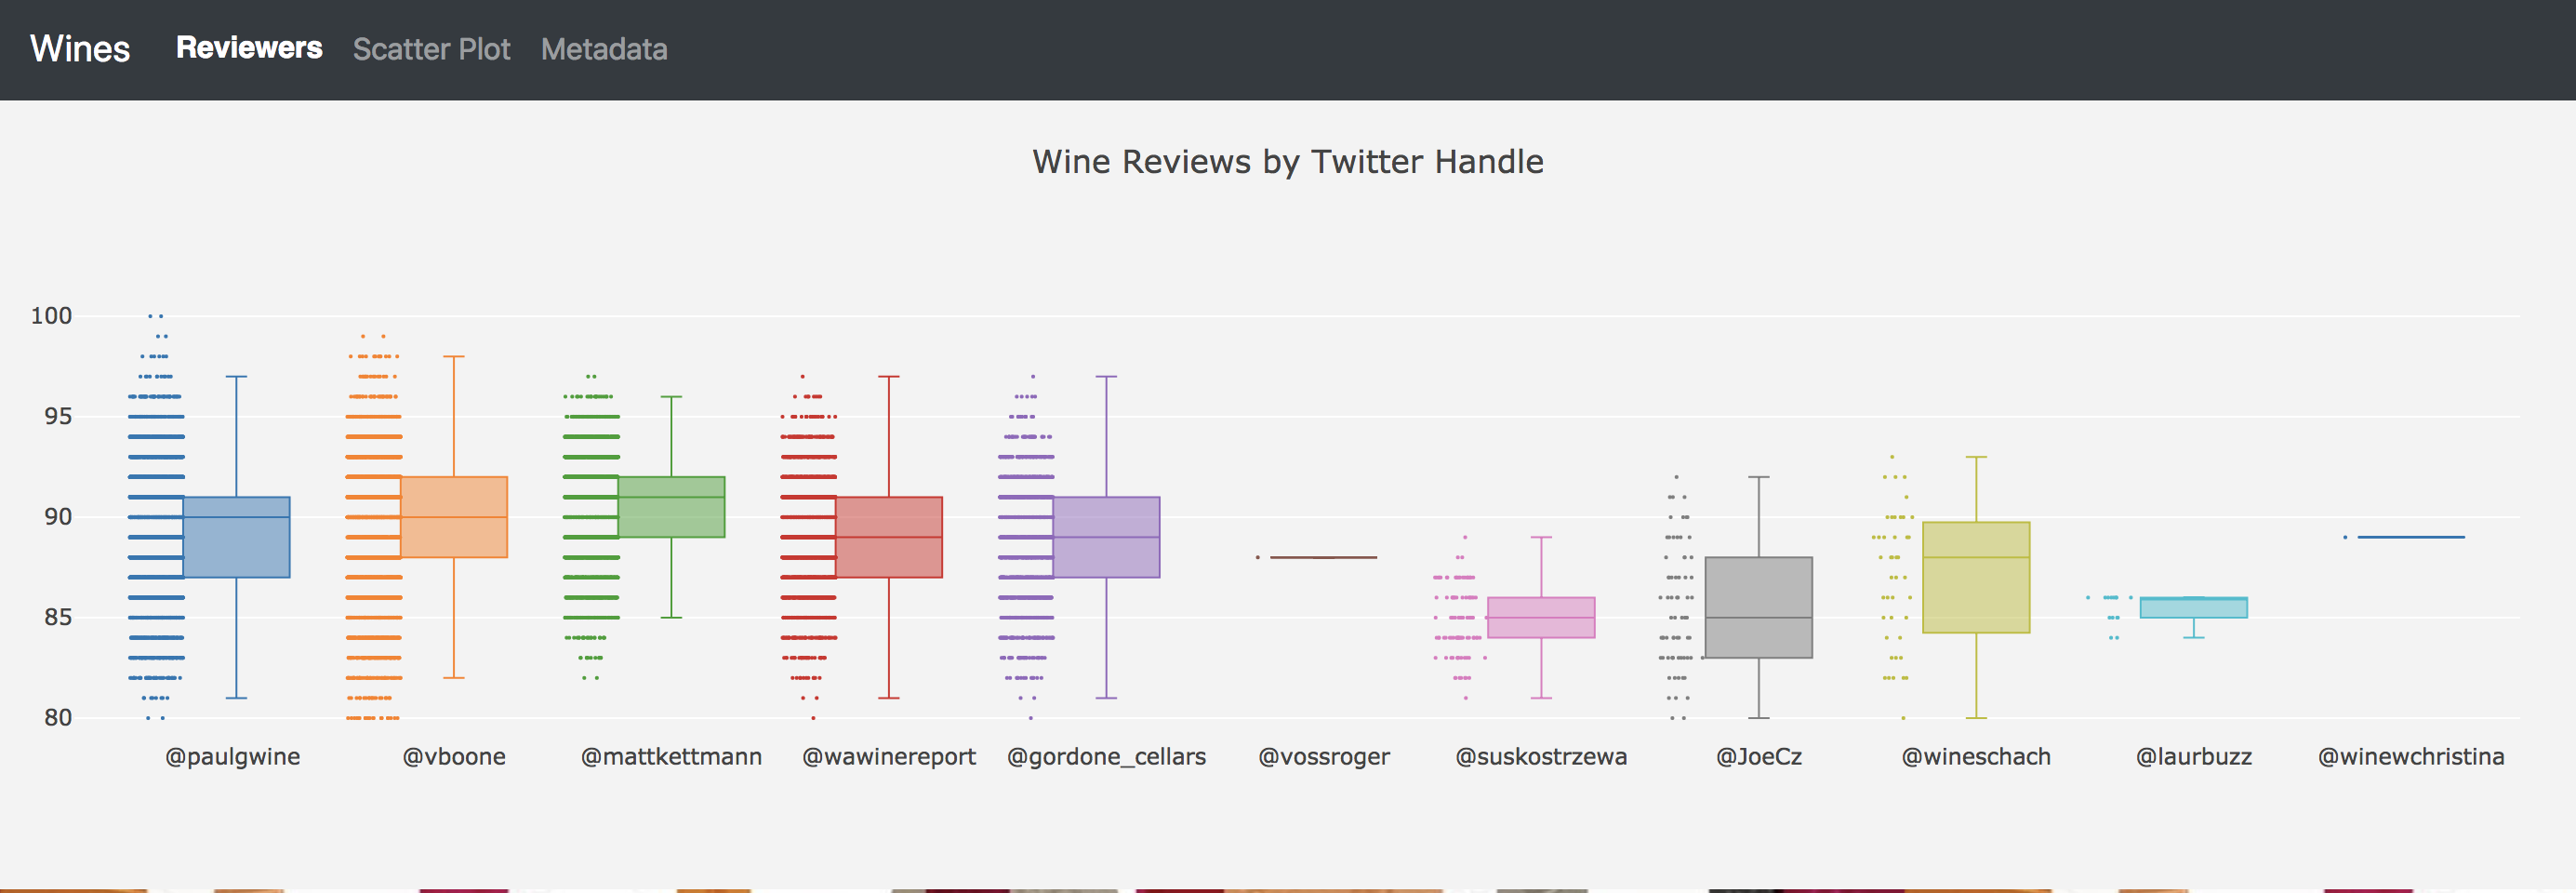 Wines Reviewers Scatter Plot Metadata
Wine Reviews by Twitter Handle
100
95
90
85
80
@paulgwine @vboone @mattkettmann @wawinereport @gordone_cellars @vossroger @suskostrzewa @JoeCz @wineschach @laurbuzz @winewchristina